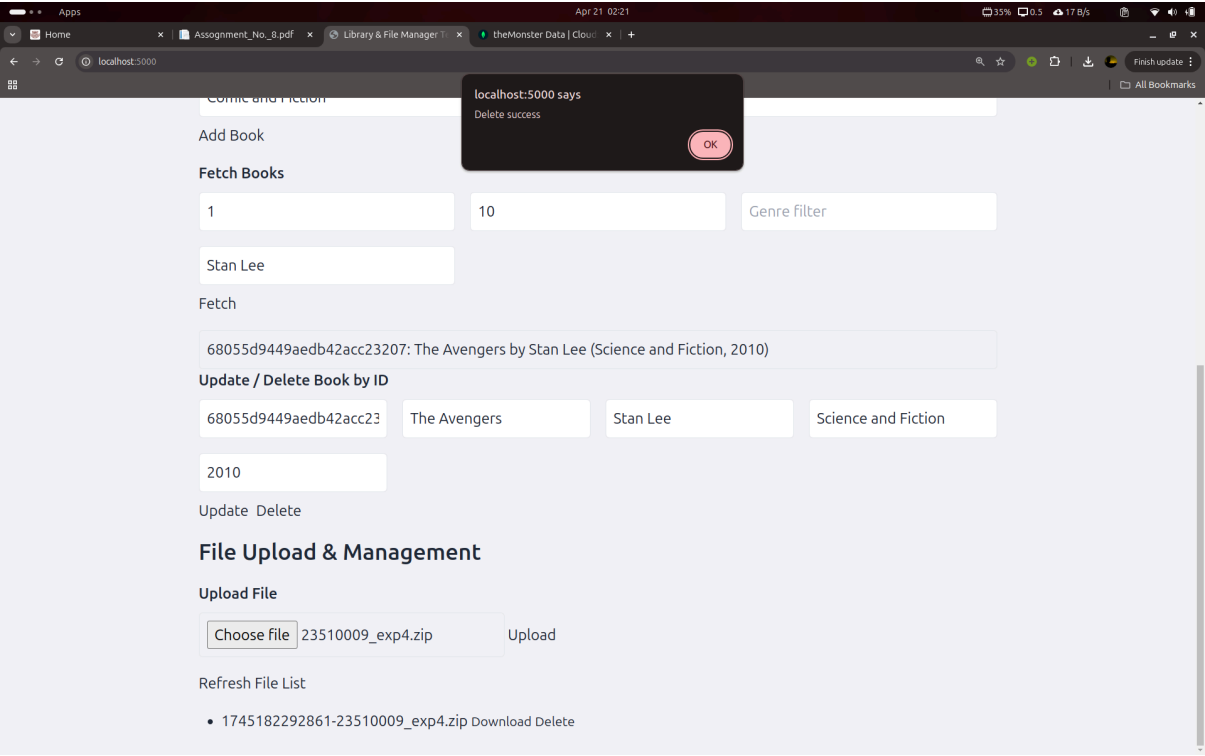 Apps
Apr 21 02:21
35% 0.5 17 B/s
Home
Assognment_No._8.pdf
Library & File Manager Te
theMonster Data | Cloud
localhost:5000
Finish update
All Bookmarks
localhost:5000 says
Delete success
OK
Comic and Fiction
Add Book
Fetch Books
1 10 Genre filter
Stan Lee
Fetch
68055d9449aedb42acc23207: The Avengers by Stan Lee (Science and Fiction, 2010)
Update / Delete Book by ID
68055d9449aedb42acc23 The Avengers Stan Lee Science and Fiction
2010
Update Delete
File Upload & Management
Upload File
Choose file 23510009_exp4.zip Upload
Refresh File List
• 1745182292861-23510009_exp4.zip Download Delete